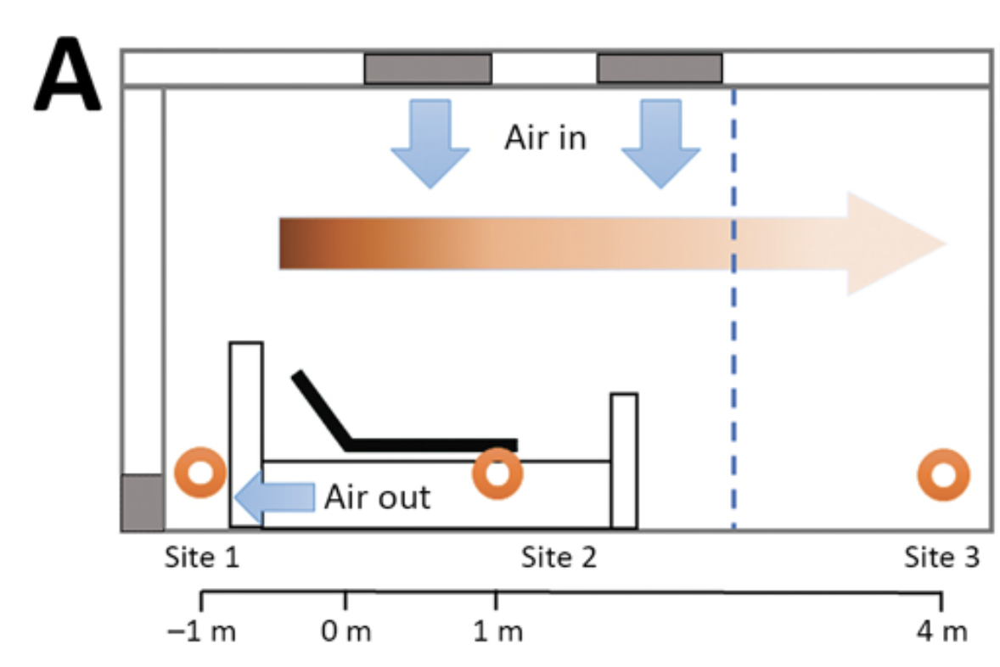 A
Air in
Air out
Site 1 Site 2 Site 3
–1 m 0 m 1 m 4 m